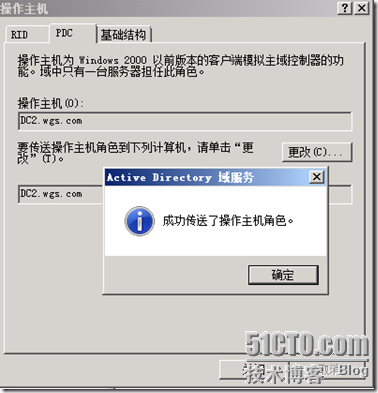 操作主机
RID
PDC
基础结构
操作主机为 Windows 2000 以前版本的客户端模拟主域控制器的功
能。域中只有一台服务器担任此角色。
操作主机(O):
DC2.wgs.com
要传送操作主机角色到下列计算机，请单击“更
改”(T)。
更改(C)...
DC2.wgs.com
Active Directory 域服务
成功传送了操作主机角色。
确定
51CTO.com
技术博客
Blog